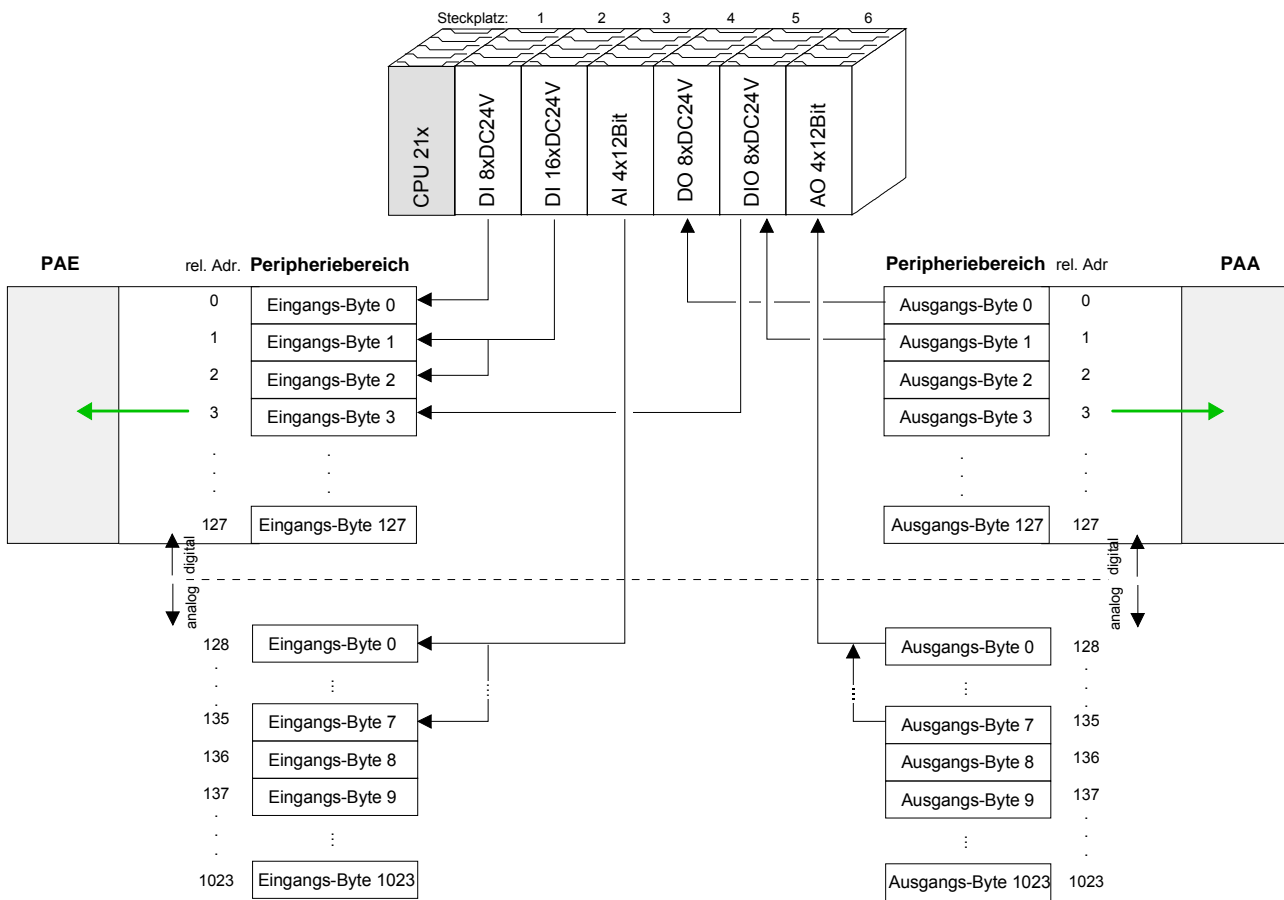 Steckplatz: 1 2 3 4 5 6
CPU 21x
DI 8xDC24V
DI 16xDC24V
AI 4x12Bit
DO 8xDC24V
DIO 8xDC24V
AO 4x12Bit
PAE rel. Adr. Peripheriebereich
0 Eingangs-Byte 0
1 Eingangs-Byte 1
2 Eingangs-Byte 2
3 Eingangs-Byte 3
.
.
.
127 Eingangs-Byte 127
digital
analog
128 Eingangs-Byte 0
135 Eingangs-Byte 7
136 Eingangs-Byte 8
137 Eingangs-Byte 9
1023 Eingangs-Byte 1023
Peripheriebereich rel. Adr PAA
Ausgangs-Byte 0 0
Ausgangs-Byte 1 1
Ausgangs-Byte 2 2
Ausgangs-Byte 3 3
.
.
.
Ausgangs-Byte 127 127
digital
analog
Ausgangs-Byte 0 128
Ausgangs-Byte 7 135
Ausgangs-Byte 8 136
Ausgangs-Byte 9 137
Ausgangs-Byte 1023 1023